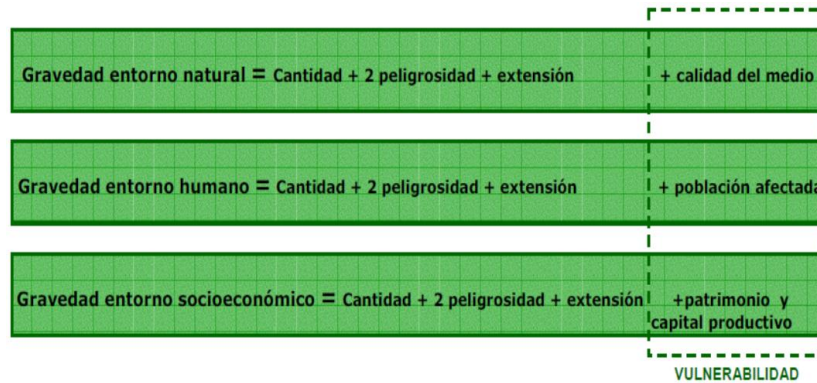 Gravedad entorno natural = Cantidad + 2 peligrosidad + extensión + calidad del medio
Gravedad entorno humano = Cantidad + 2 peligrosidad + extensión + población afectada
Gravedad entorno socioeconómico = Cantidad + 2 peligrosidad + extensión +patrimonio y
capital productivo
VULNERABILIDAD